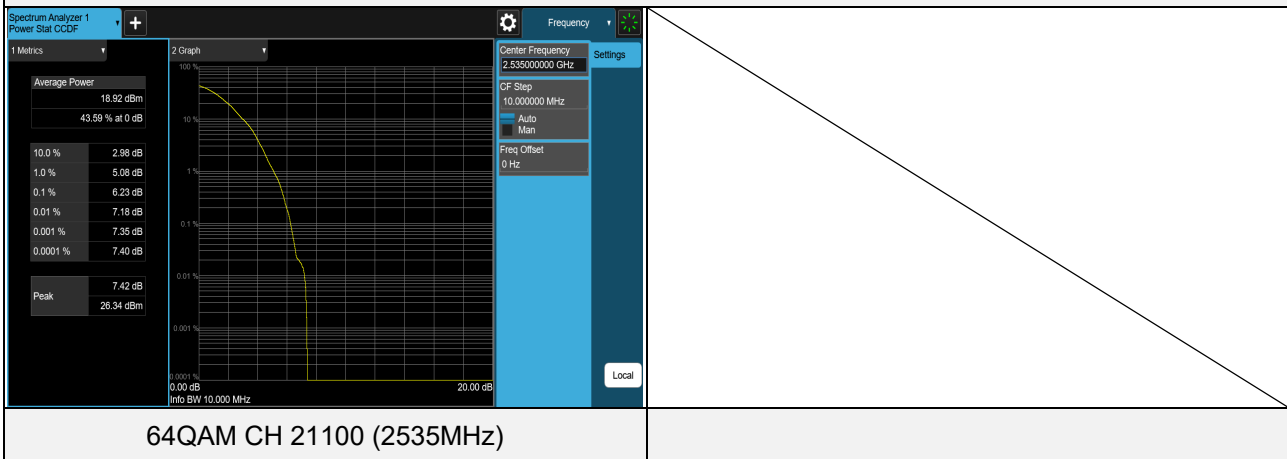 Spectrum Analyzer 1
Power Stat CCDF
+
Frequency
1 Metrics
2 Graph
Average Power
18.92 dBm
43.59 % at 0 dB
10.0 % 2.98 dB
1.0 % 5.08 dB
0.1 % 6.23 dB
0.01 % 7.18 dB
0.001 % 7.35 dB
0.0001 % 7.40 dB
Peak 7.42 dB
26.34 dBm
100 %
10 %
1 %
0.1 %
0.01 %
0.001 %
0.0001 %
0.00 dB 20.00 dB
Info BW 10.000 MHz
Center Frequency
2.535000000 GHz
Settings
CF Step
10.000000 MHz
Auto
Man
Freq Offset
0 Hz
Local
64QAM CH 21100 (2535MHz)